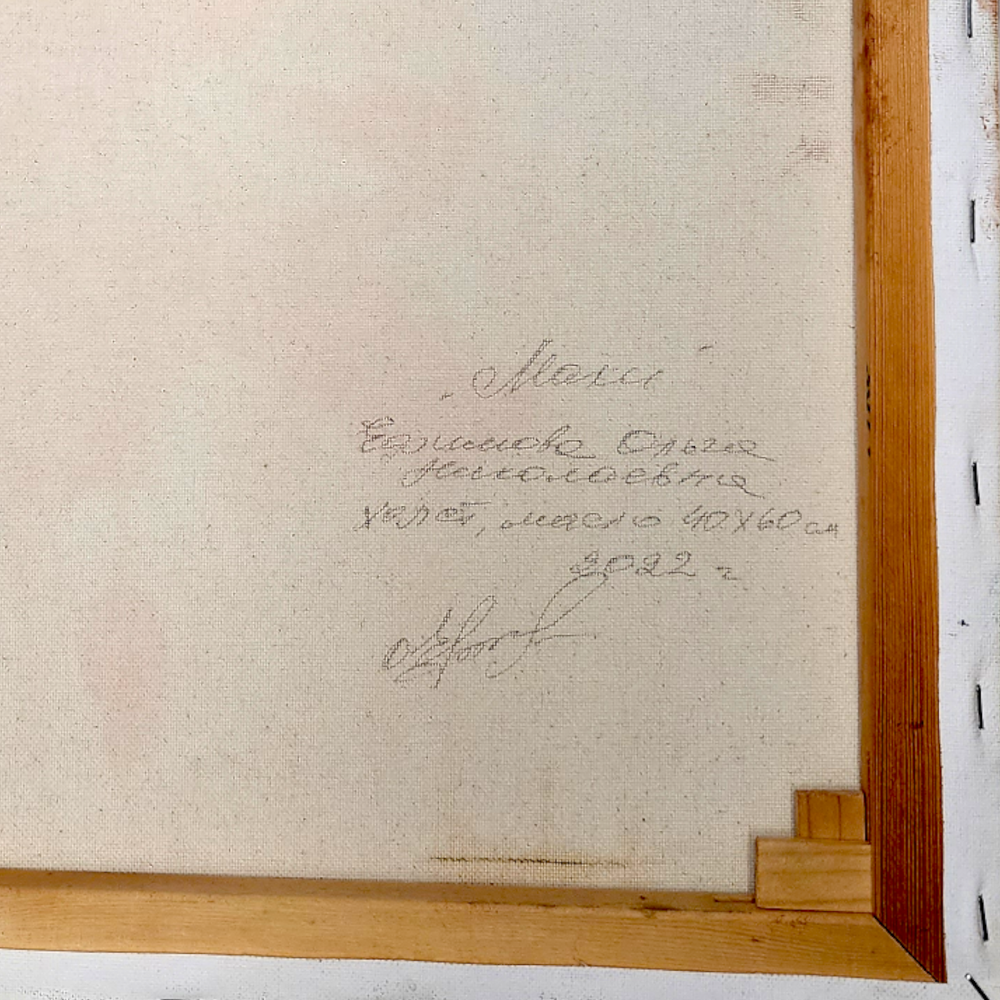 „Маки"
Ольга
Николаевна
холст, масло 40х60 см
2022 г